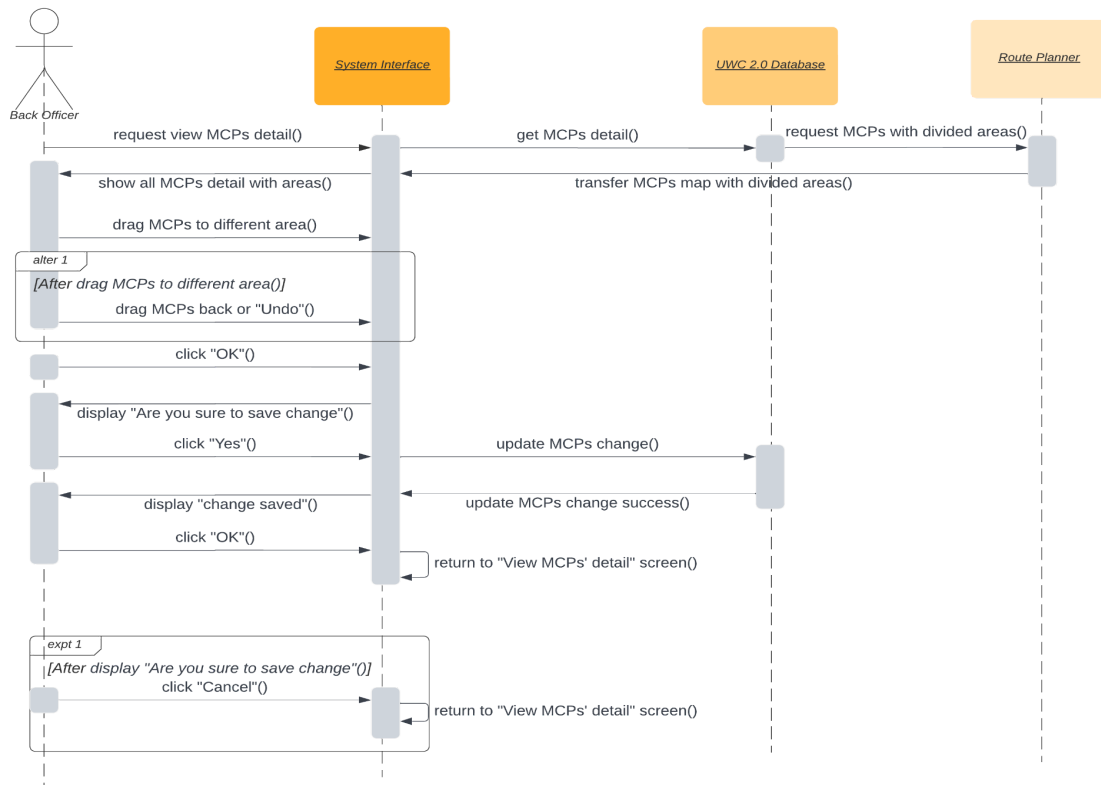 System Interface
UWC 2.0 Database
Route Planner
Back Officer
request view MCPs detail()
get MCPs detail()
request MCPs with divided areas()
show all MCPs detail with areas()
transfer MCPs map with divided areas()
drag MCPs to different area()
alter 1
[After drag MCPs to different area()]
drag MCPs back or "Undo"()
click "OK"()
display "Are you sure to save change"()
click "Yes"()
update MCPs change()
display "change saved"()
update MCPs change success()
click "OK"()
return to "View MCPs' detail" screen()
expt 1
[After display "Are you sure to save change"()]
click "Cancel"()
return to "View MCPs' detail" screen()